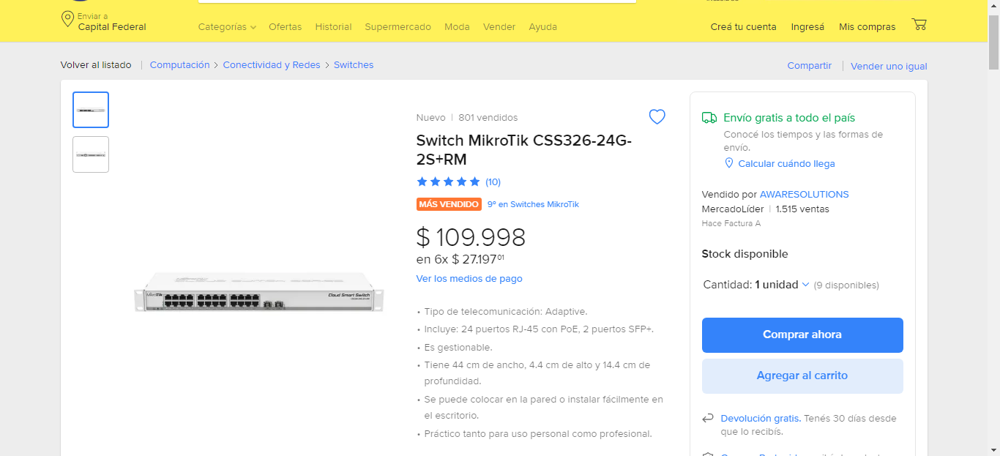 Enviar a
Capital Federal
Categorías
Ofertas
Historial
Supermercado
Moda
Vender
Ayuda
Creá tu cuenta
Ingresá
Mis compras
Volver al listado
Computación
Conectividad y Redes
Switches
Compartir
Vender uno igual
Nuevo | 801 vendidos
Switch MikroTik CSS326-24G-
2S+RM
(10)
MÁS VENDIDO
9º en Switches MikroTik
$ 109.998
en 6x $ 27.197 01
Ver los medios de pago
• Tipo de telecomunicación: Adaptive.
• Incluye: 24 puertos RJ-45 con PoE, 2 puertos SFP+.
• Es gestionable.
• Tiene 44 cm de ancho, 4.4 cm de alto y 14.4 cm de
profundidad.
• Se puede colocar en la pared o instalar fácilmente en
el escritorio.
• Práctico tanto para uso personal como profesional.
MikroTik
Cloud Smart Switch
Envío gratis a todo el país
Conocé los tiempos y las formas de
envío.
Calcular cuándo llega
Vendido por AWARESOLUTIONS
MercadoLíder | 1.515 ventas
Hace Factura A
Stock disponible
Cantidad: 1 unidad (9 disponibles)
Comprar ahora
Agregar al carrito
Devolución gratis. Tenés 30 días desde
que lo recibís.